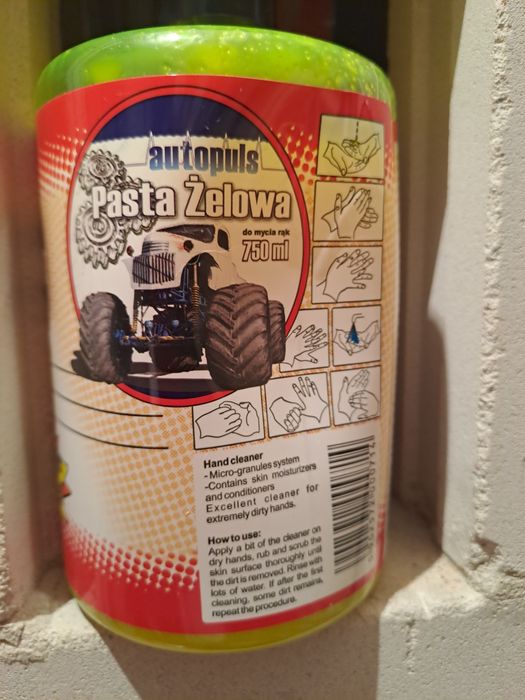 autopuls
Pasta Żelowa
do mycia rąk
750 ml
Hand cleaner
- Micro-granules system
-Contains skin moisturizers
and conditioners
Excellent cleaner for
extremely dirty hands.
How to use:
Apply a bit of the cleaner on
dry hands, rub and scrub the
skin surface thoroughly until
the dirt is removed. Rinse with
lots of water. If after the first
cleaning, some dirt remains,
repeat the procedure.